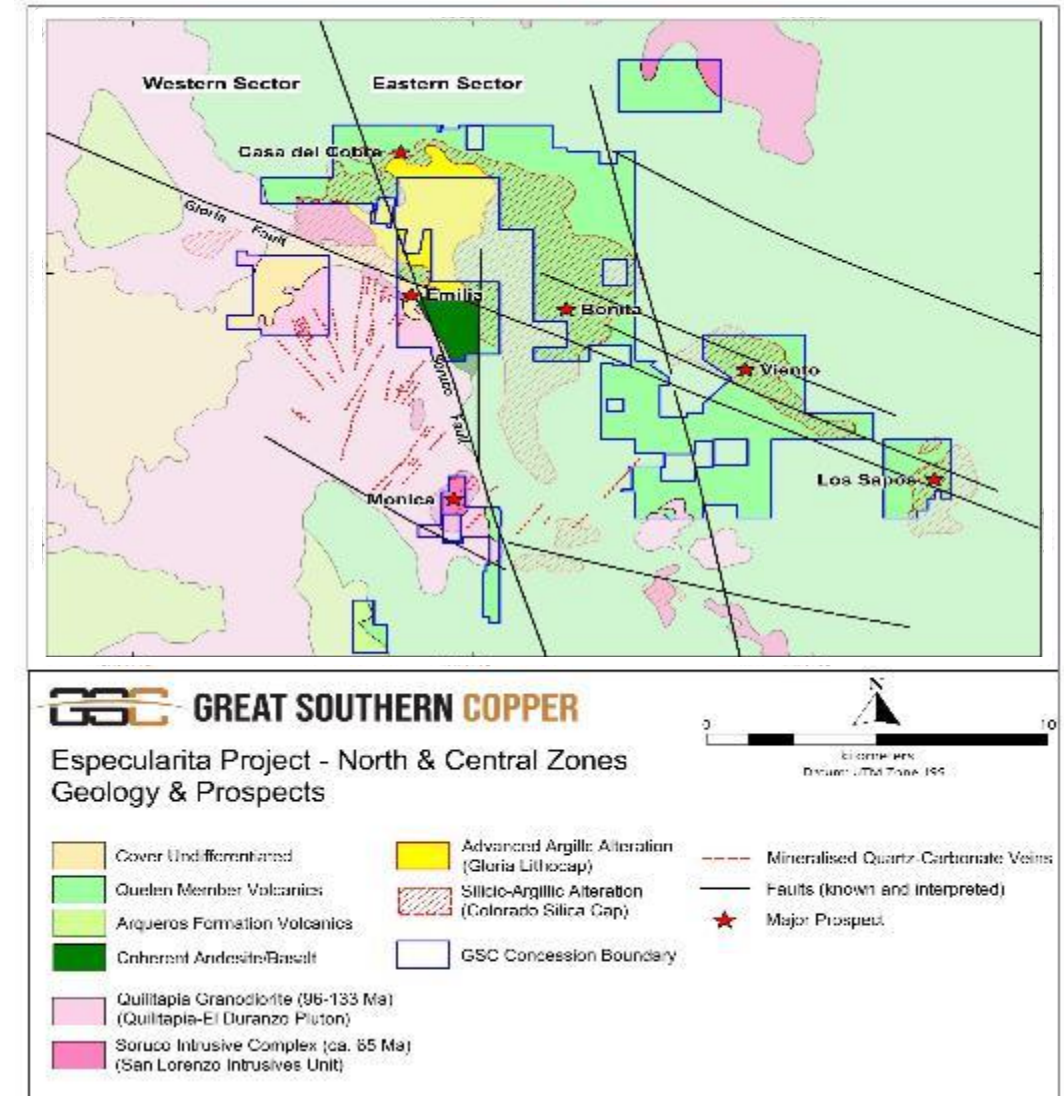 Western Sector
Eastern Sector
Casa del Cobre
Gloria
Fault
Emilia
Bonita
Viento
Soruco
Fault
Los Sapos
Monica
GSC GREAT SOUTHERN COPPER
Especularita Project - North & Central Zones
Geology & Prospects
N
0
10
kilometers
Cover Undifferentiated
Quelen Member Volcanics
Arqueros Formation Volcanics
Coherent Andesite/Basalt
Quilitapia Granodiorite (96-133 Ma)
(Quilitapia-El Duranzo Pluton)
Soruco Intrusive Complex (ca. 65 Ma)
(San Lorenzo Intrusives Unit)
Advanced Argillc Alteration
(Gloria Lithocap)
Silicic-Argillic Alteration
(Colorado Silica Cap)
GSC Concession Boundary
Mineralised Quartz-Carbonate Veins
Faults (known and interpreted)
Major Prospect